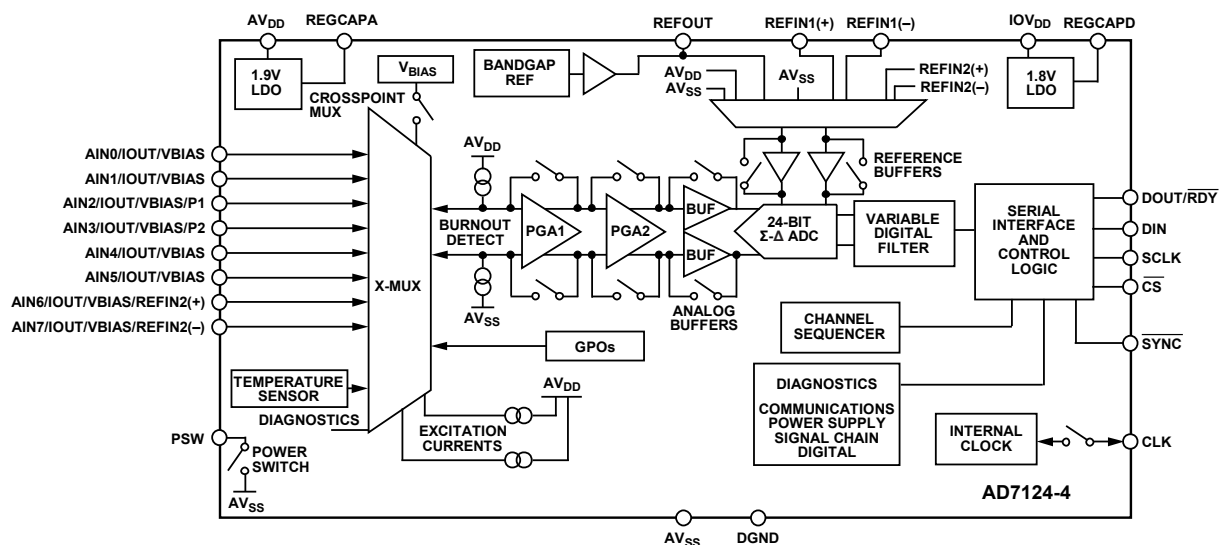 AVDD
REGCAPA
REFOUT
REFIN1(+)
REFIN1(–)
IOVDD
REGCAPD
1.9V
LDO
VBIAS
CROSSPOINT
MUX
BANDGAP
REF
AVDD
AVSS
AVSS
REFIN2(+)
REFIN2(–)
1.8V
LDO
REFERENCE
BUFFERS
AIN0/IOUT/VBIAS
AIN1/IOUT/VBIAS
AIN2/IOUT/VBIAS/P1
AIN3/IOUT/VBIAS/P2
AIN4/IOUT/VBIAS
AIN5/IOUT/VBIAS
AIN6/IOUT/VBIAS/REFIN2(+)
AIN7/IOUT/VBIAS/REFIN2(–)
X-MUX
AVDD
BURNOUT
DETECT
AVSS
PGA1
PGA2
BUF
BUF
ANALOG
BUFFERS
24-BIT
Σ-Δ ADC
VARIABLE
DIGITAL
FILTER
SERIAL
INTERFACE
AND
CONTROL
LOGIC
DOUT/RDY
DIN
SCLK
CS
SYNC
CHANNEL
SEQUENCER
GPOs
TEMPERATURE
SENSOR
DIAGNOSTICS
AVDD
EXCITATION
CURRENTS
DIAGNOSTICS
COMMUNICATIONS
POWER SUPPLY
SIGNAL CHAIN
DIGITAL
INTERNAL
CLOCK
CLK
PSW
POWER
SWITCH
AVSS
AD7124-4
AVSS
DGND